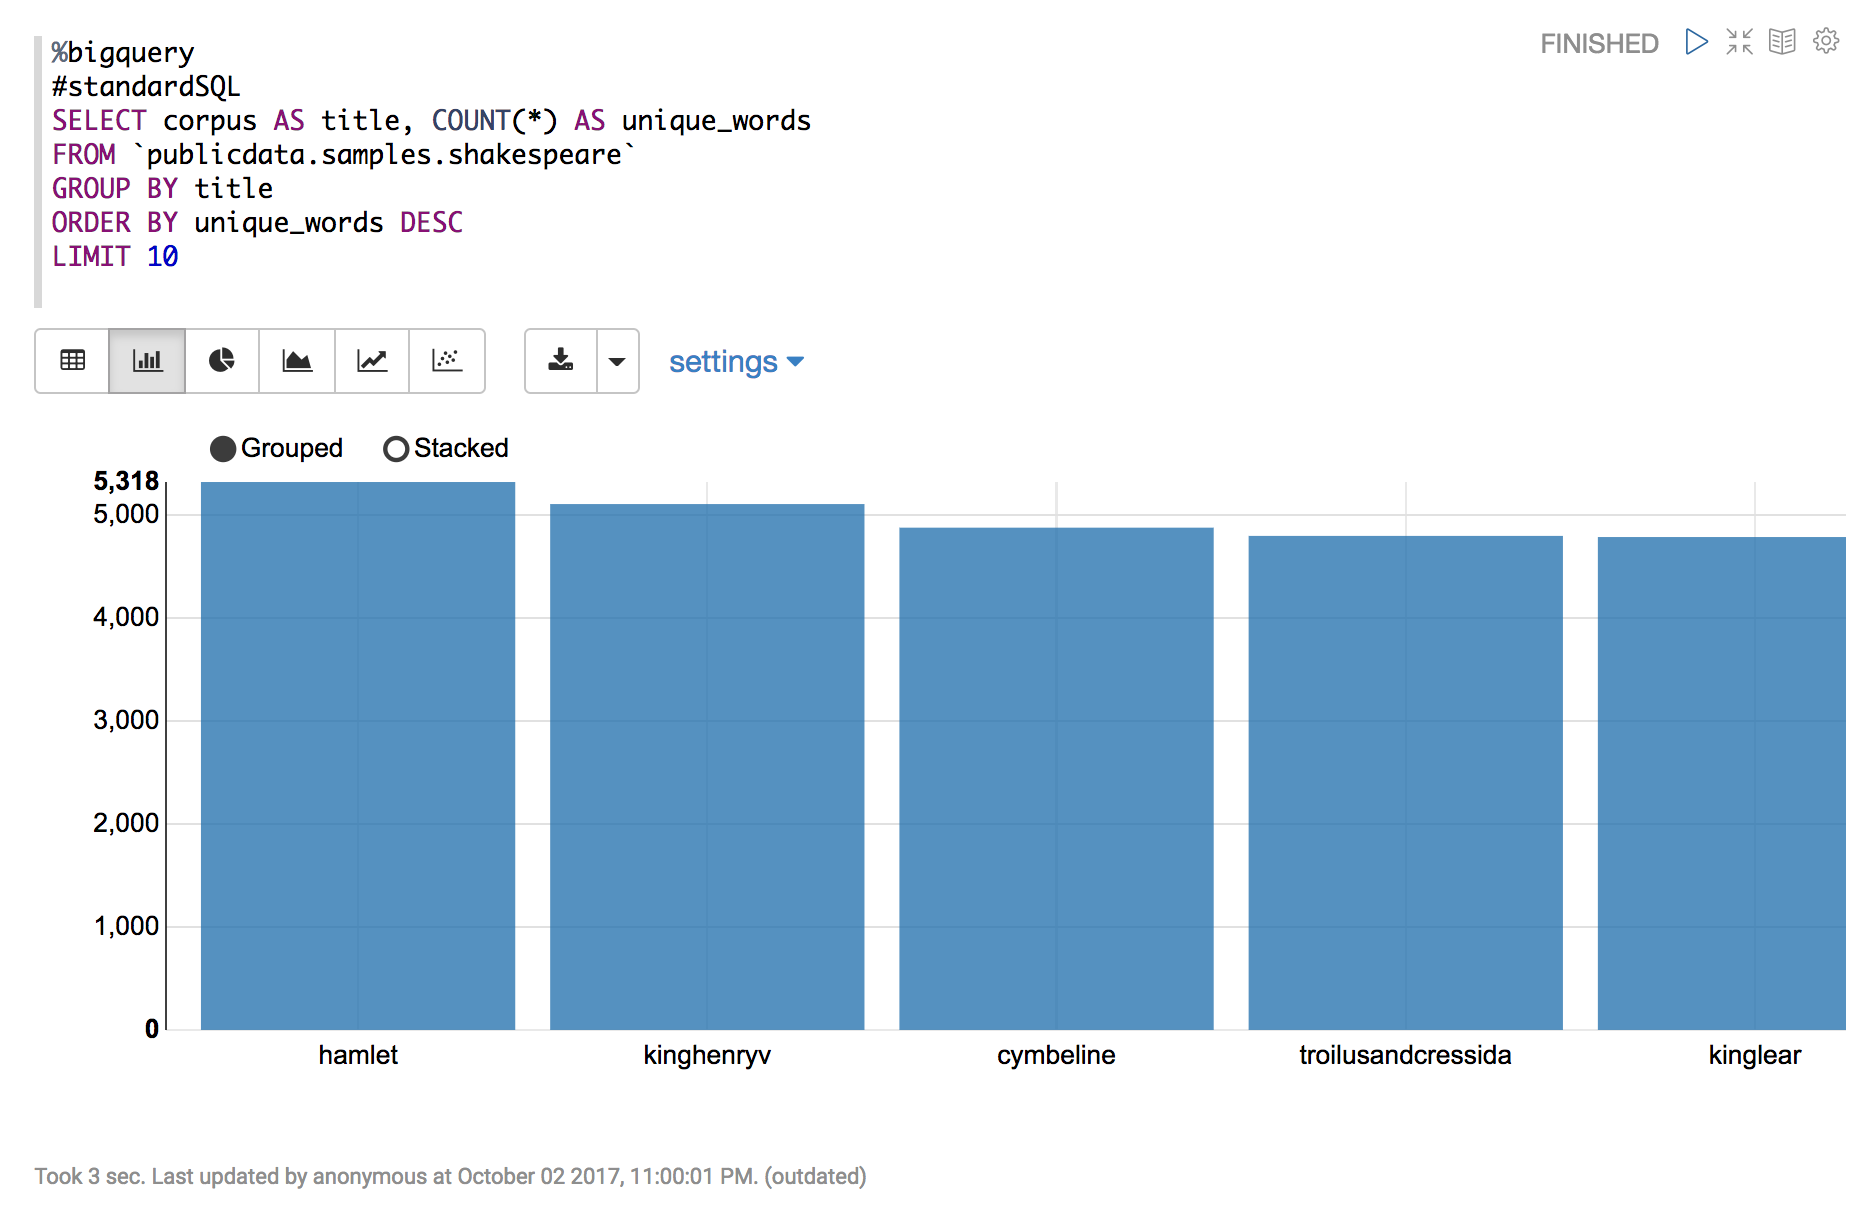 %bigquery
FINISHED
#standardSQL
SELECT corpus AS title, COUNT(*) AS unique_words
FROM `publicdata.samples.shakespeare`
GROUP BY title
ORDER BY unique_words DESC
LIMIT 10
settings
Grouped Stacked
5,318
5,000
4,000
3,000
2,000
1,000
0
hamlet kinghenryv cymbeline troilusandcressida kinglear
Took 3 sec. Last updated by anonymous at October 02 2017, 11:00:01 PM. (outdated)